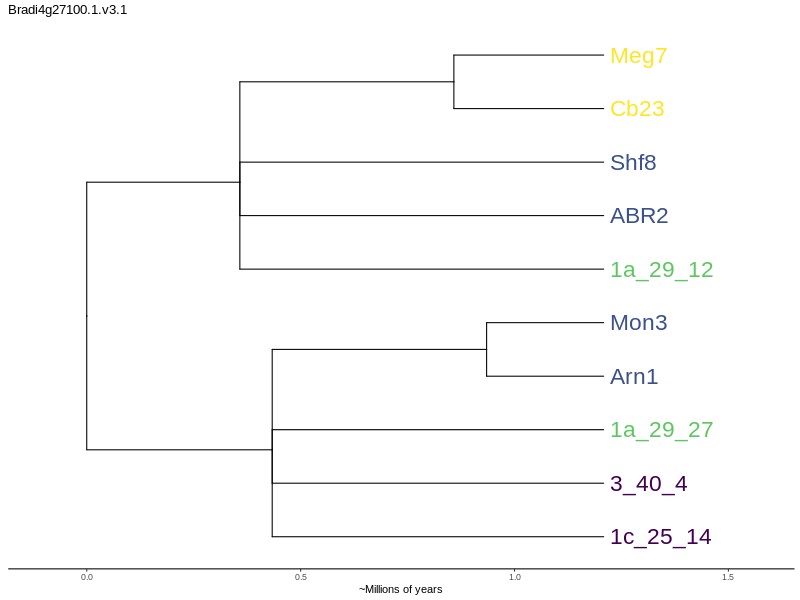 Bradi4g27100.1.v3.1
Meg7
Cb23
Shf8
ABR2
1a_29_12
Mon3
Arn1
1a_29_27
3_40_4
1c_25_14
0.0 0.5 1.0 1.5
~Millions of years